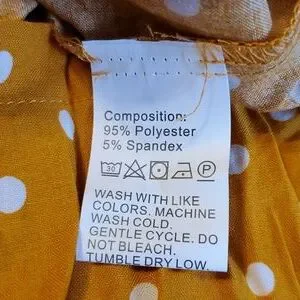 Composition:
95% Polyester
5% Spandex
30 P
WASH WITH LIKE
COLORS. MACHINE
WASH COLD.
GENTLE CYCLE. DO
NOT BLEACH.
TUMBLE DRY LOW.